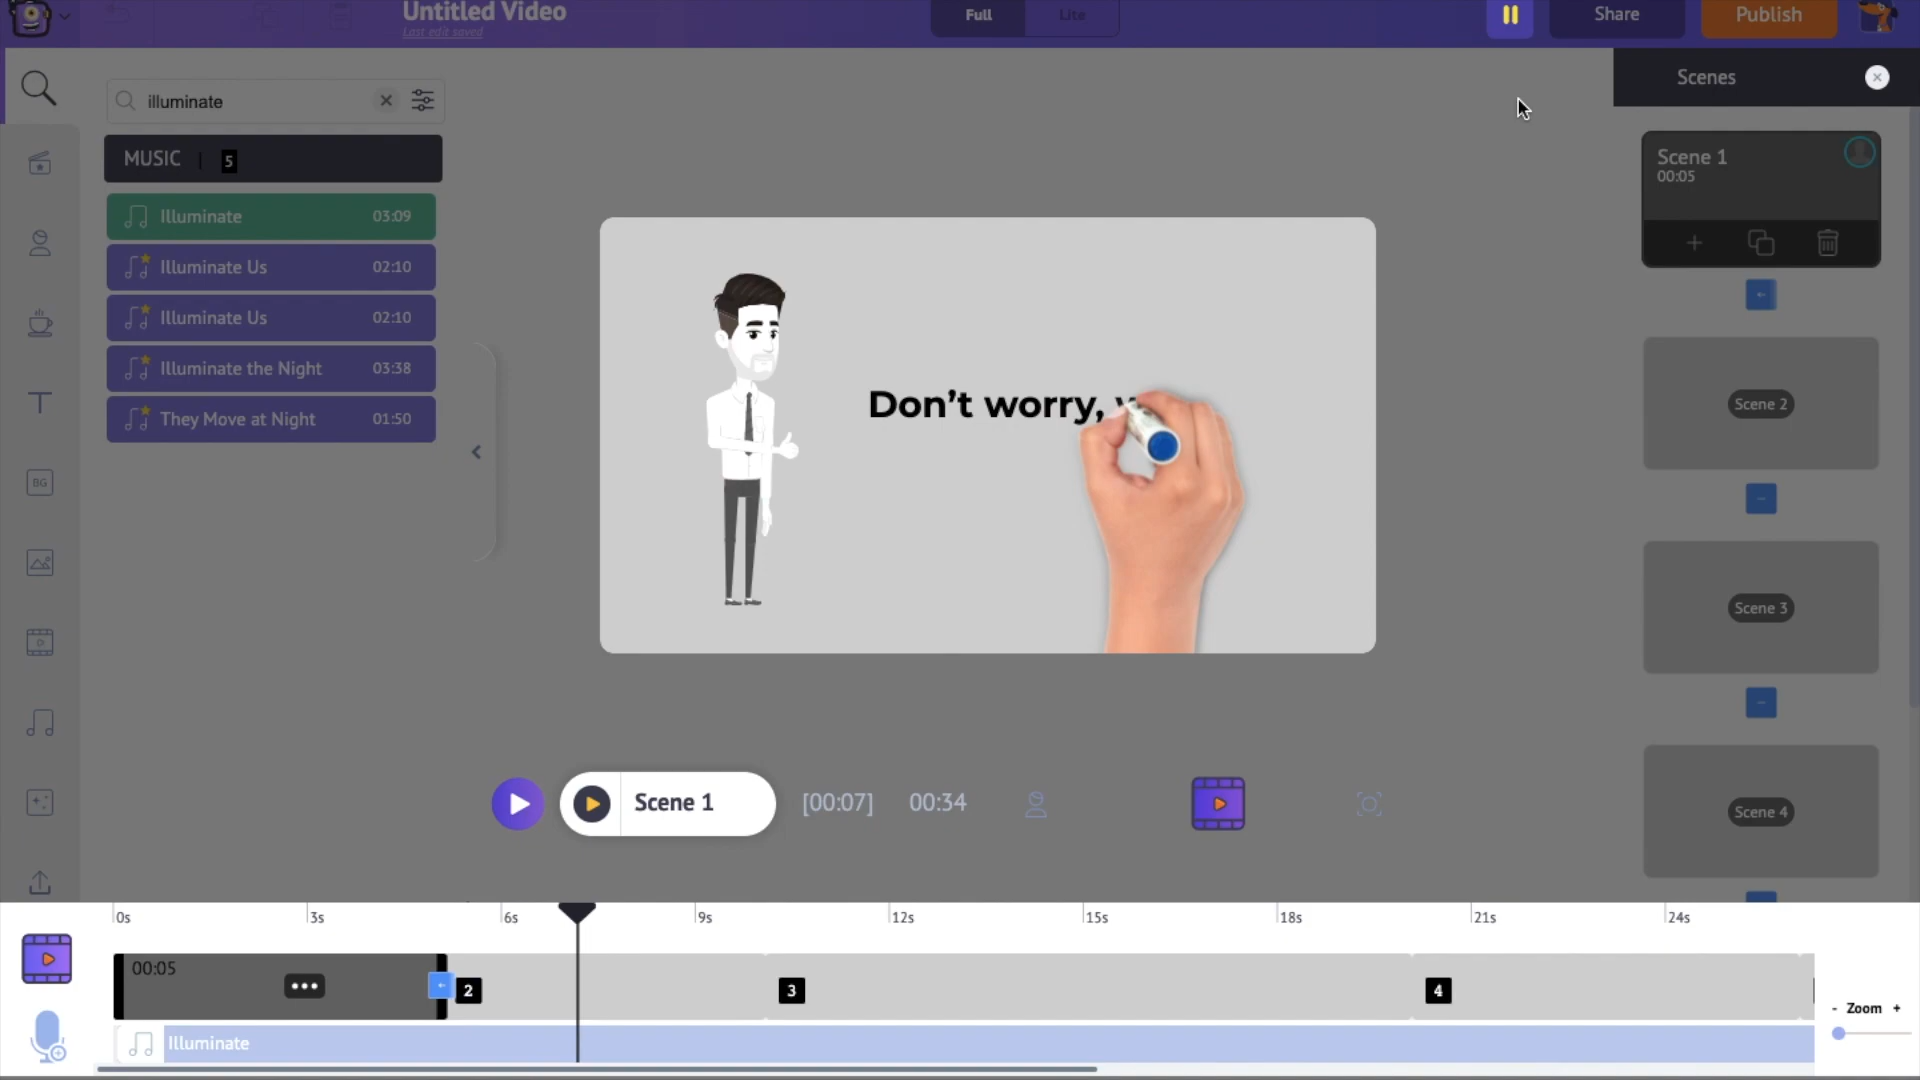 Untitled Video
Last edit saved
Full
Lite
Share
Publish
illuminate
MUSIC | 5
Illuminate 03:09
Illuminate Us 02:10
Illuminate Us 02:10
Illuminate the Night 03:38
They Move at Night 01:50
BG
Don't worry,
Scenes
Scene 1
00:05
Scene 2
Scene 3
Scene 4
Scene 1
[00:07] 00:34
0s 3s 6s 9s 12s 15s 18s 21s 24s
00:05
2 3 4
- Zoom +
Illuminate